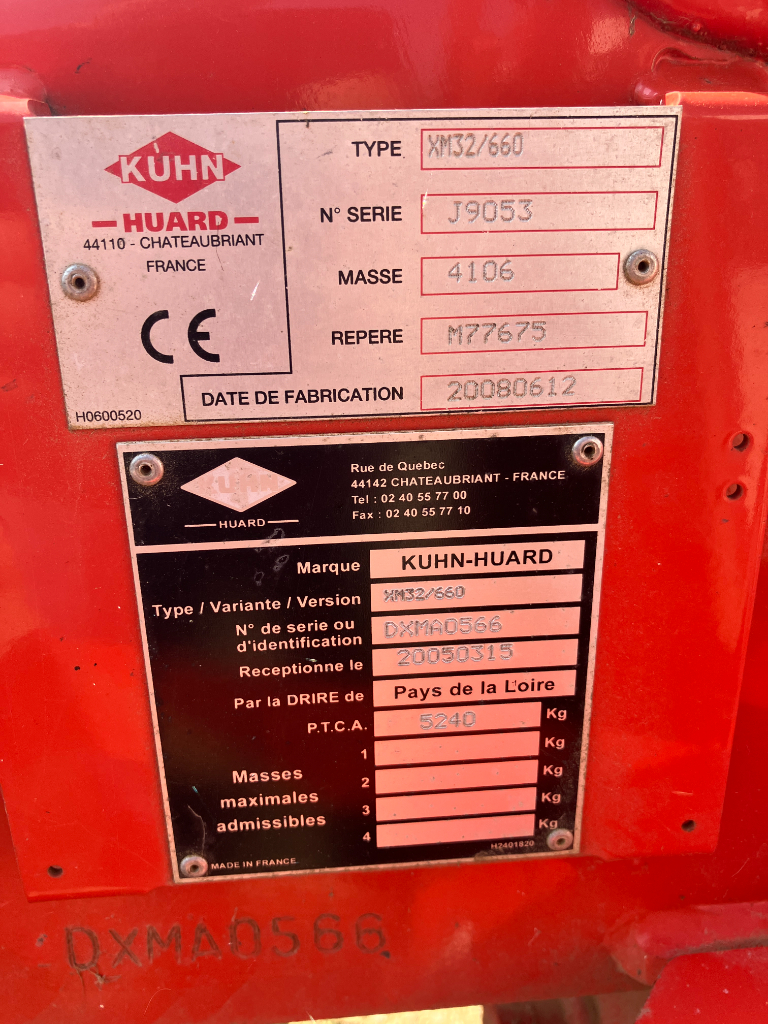 KUHN
HUARD
44110 - CHATEAUBRIANT
FRANCE
CE
H0600520
TYPE XM32/660
N° SERIE J9053
MASSE 4106
REPERE M77675
DATE DE FABRICATION 20080612
KUHN
HUARD
Rue de Quebec
44142 CHATEAUBRIANT - FRANCE
Tel : 02 40 55 77 00
Fax : 02 40 55 77 10
Marque KUHN-HUARD
Type / Variante / Version XM32/660
N° de serie ou
d'identification DXMA0566
Receptionne le 20050315
Par la DRIRE de Pays de la Loire
P.T.C.A. 5240 Kg
Masses
maximales
admissibles
1 Kg
2 Kg
3 Kg
4 Kg
MADE IN FRANCE
H2401820
DXMA0566